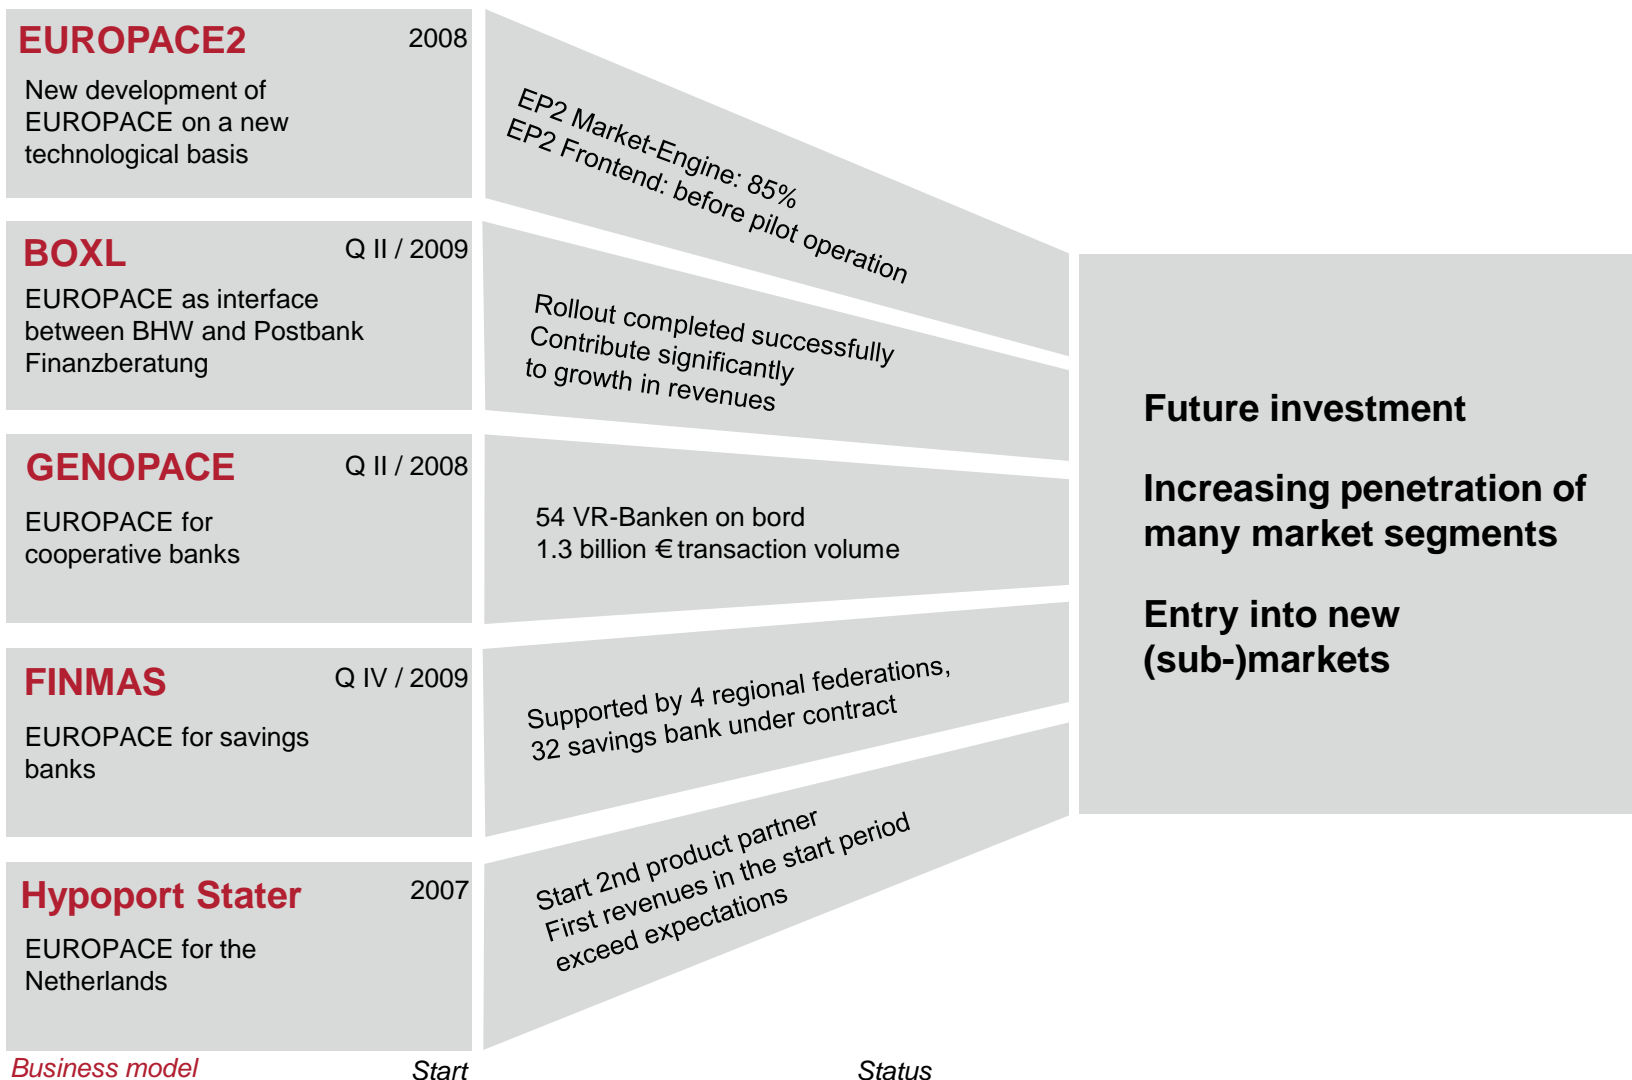 EUROPACE2 2008
New development of
EUROPACE on a new
technological basis
EP2 Market-Engine: 85%
EP2 Frontend: before pilot operation
BOXL Q II / 2009
EUROPACE as interface
between BHW and Postbank
Finanzberatung
Rollout completed successfully
Contribute significantly
to growth in revenues
GENOPACE Q II / 2008
EUROPACE for
cooperative banks
54 VR-Banken on bord
1.3 billion € transaction volume
FINMAS Q IV / 2009
EUROPACE for savings
banks
Supported by 4 regional federations,
32 savings bank under contract
Hypoport Stater 2007
EUROPACE for the
Netherlands
Start 2nd product partner
First revenues in the start period
exceed expectations
Future investment
Increasing penetration of
many market segments
Entry into new
(sub-)markets
Business model Start Status